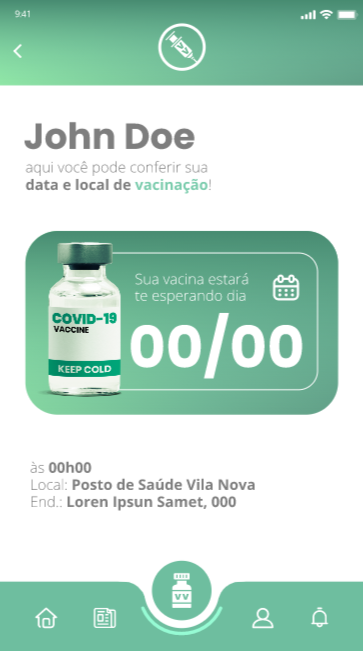 9:41
John Doe
aqui você pode conferir sua
data e local de vacinação!
COVID-19
VACCINE
KEEP COLD
Sua vacina estará
te esperando dia
00/00
às 00h00
Local: Posto de Saúde Vila Nova
End.: Loren Ipsun Samet, 000
VV